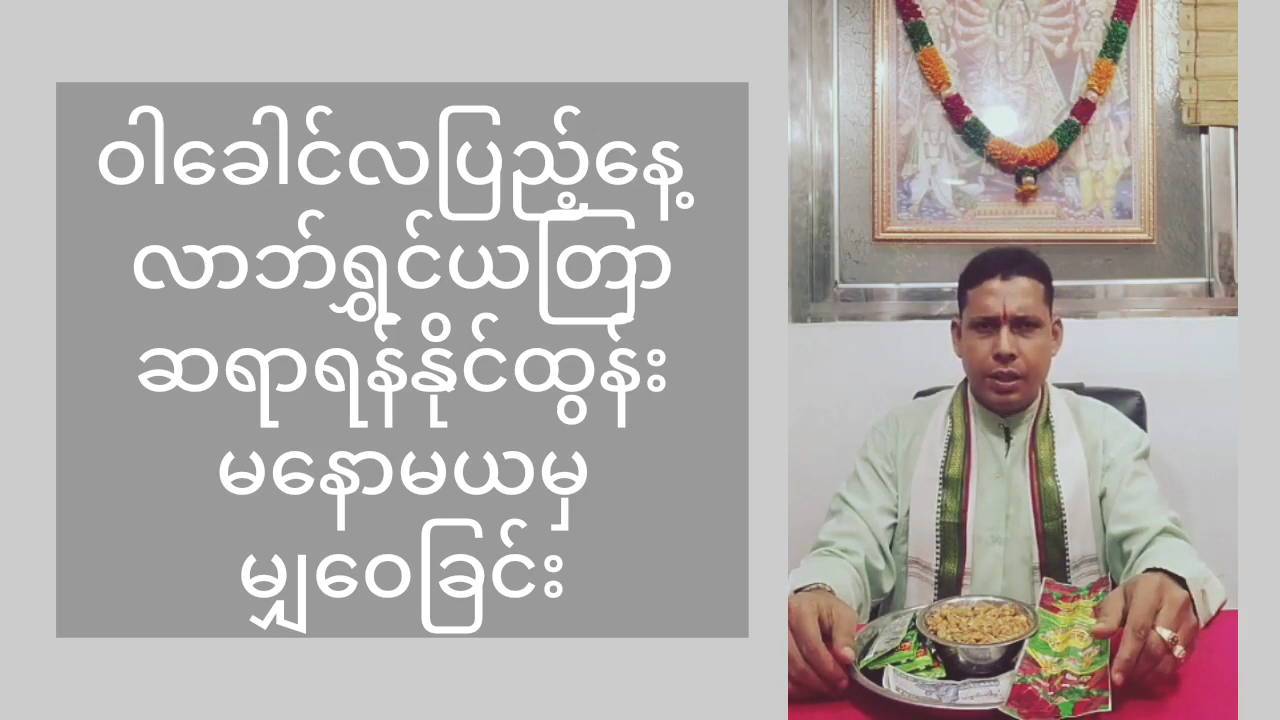 ဝါခေါင်လပြည့်နေ့
လာဘ်ရွှင်ယတြာ
ဆရာရန်နိုင်ထွန်း
မနောမယမှ
မျှဝေခြင်း